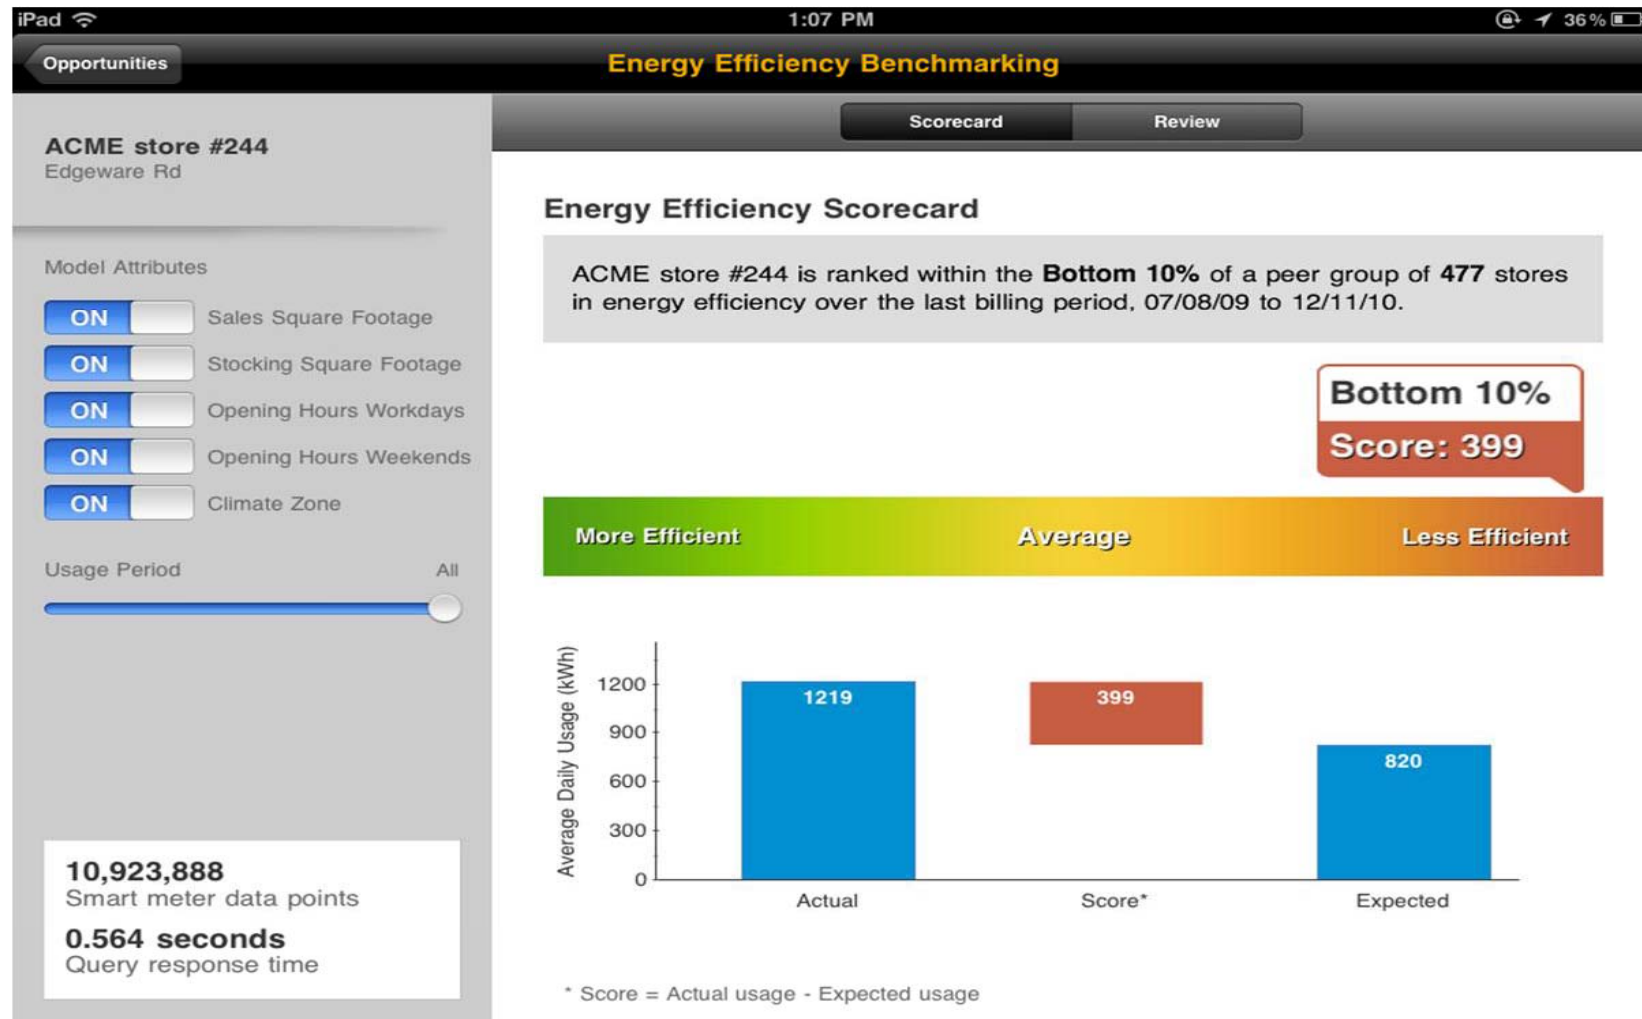 iPad 1:07 PM 36%
Opportunities
Energy Efficiency Benchmarking
ACME store #244
Edgeware Rd
Model Attributes
ON Sales Square Footage
ON Stocking Square Footage
ON Opening Hours Workdays
ON Opening Hours Weekends
ON Climate Zone
Usage Period All
10,923,888
Smart meter data points
0.564 seconds
Query response time
Scorecard Review
Energy Efficiency Scorecard
ACME store #244 is ranked within the Bottom 10% of a peer group of 477 stores
in energy efficiency over the last billing period, 07/08/09 to 12/11/10.
Bottom 10%
Score: 399
More Efficient Average Less Efficient
Average Daily Usage (kWh)
1200
900
600
300
0
1219
399
820
Actual Score* Expected
* Score = Actual usage - Expected usage